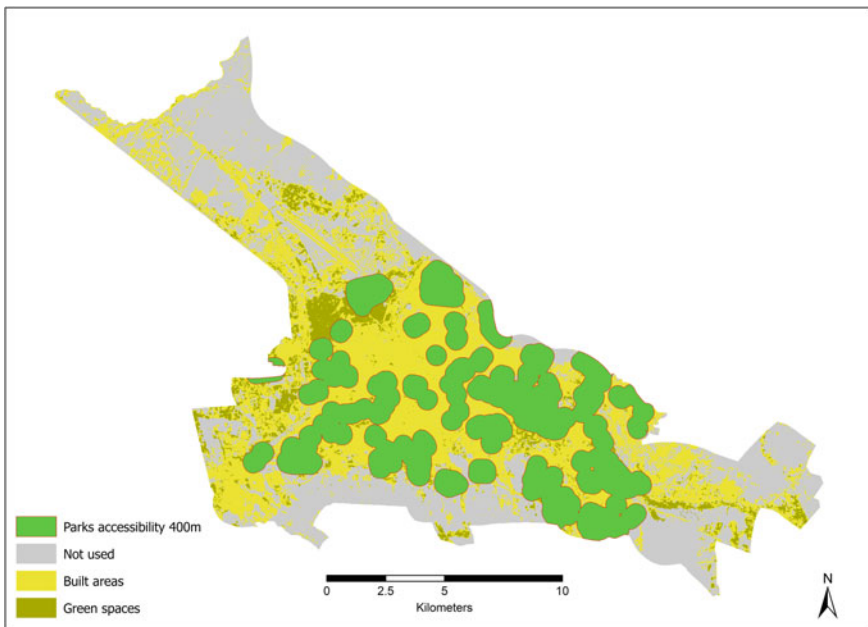 Parks accessibility 400m
Not used
Built areas
Green spaces
0 2.5 5 10
Kilometers
N